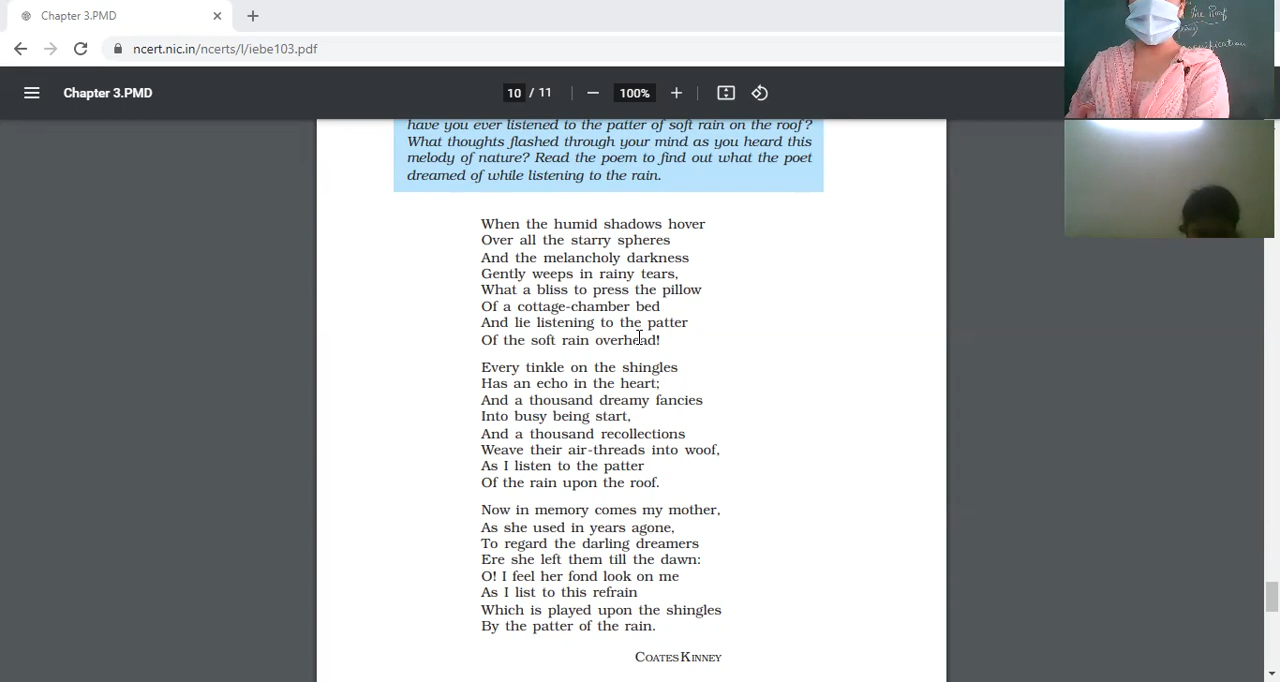 Chapter 3.PMD
ncert.nic.in/ncerts/l/iebe103.pdf
Chapter 3.PMD
10 / 11
100%
have you ever listened to the patter of soft rain on the roof?
What thoughts flashed through your mind as you heard this
melody of nature? Read the poem to find out what the poet
dreamed of while listening to the rain.
When the humid shadows hover
Over all the starry spheres
And the melancholy darkness
Gently weeps in rainy tears,
What a bliss to press the pillow
Of a cottage-chamber bed
And lie listening to the patter
Of the soft rain overhead!
Every tinkle on the shingles
Has an echo in the heart;
And a thousand dreamy fancies
Into busy being start,
And a thousand recollections
Weave their air-threads into woof,
As I listen to the patter
Of the rain upon the roof.
Now in memory comes my mother,
As she used in years agone,
To regard the darling dreamers
Ere she left them till the dawn:
O! I feel her fond look on me
As I list to this refrain
Which is played upon the shingles
By the patter of the rain.
COATES KINNEY
the Roof